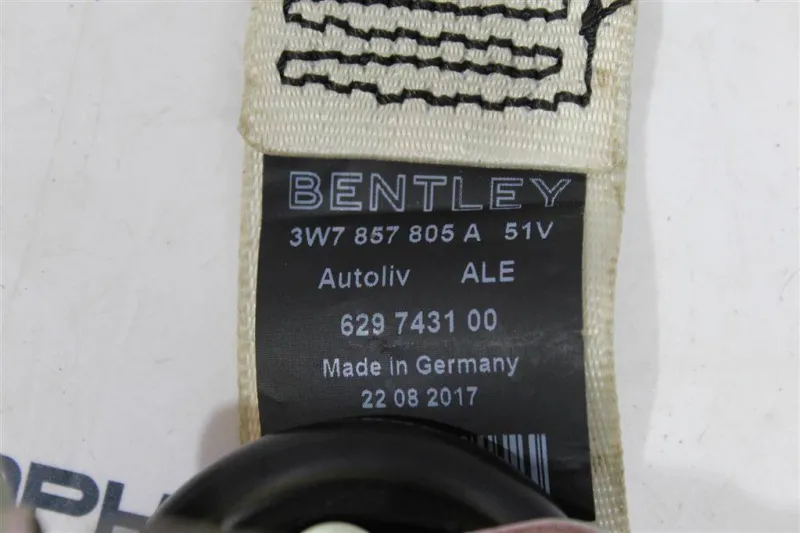 BENTLEY
3W7 857 805 A 51V
Autoliv ALE
629 7431 00
Made in Germany
22 08 2017